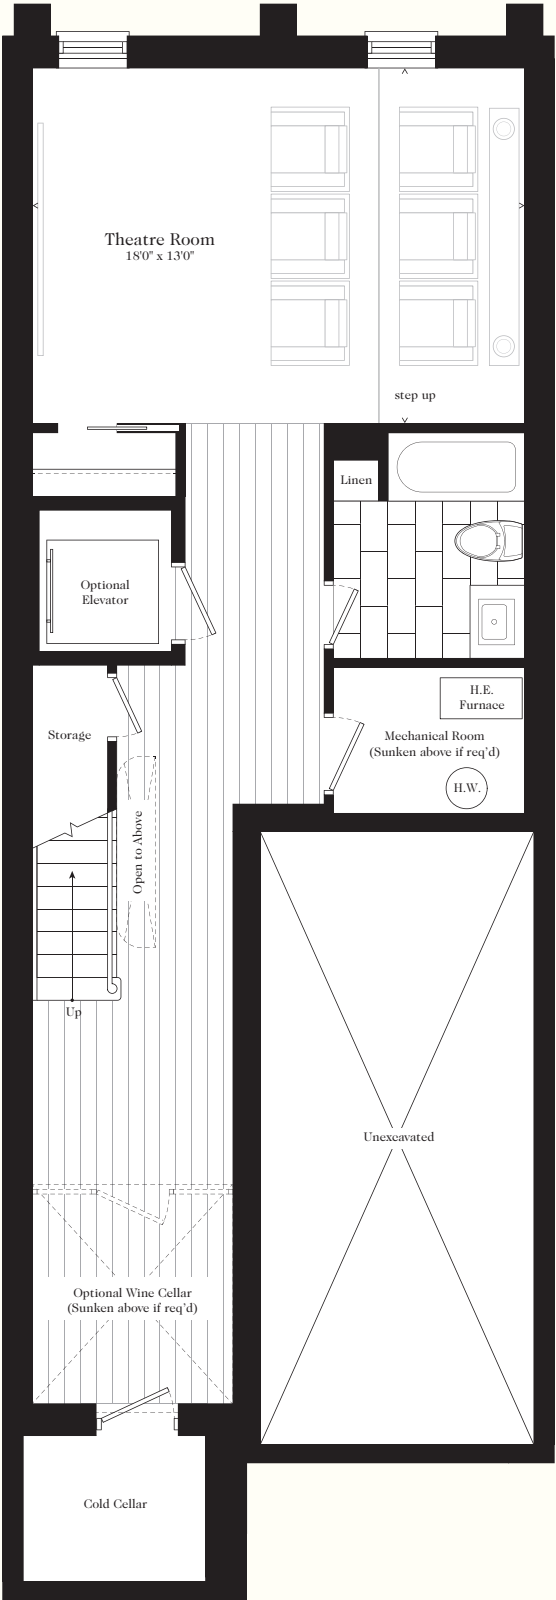 Theatre Room
18'0" x 13'0"
step up
Linen
Optional
Elevator
H.E.
Furnace
Storage
Mechanical Room
(Sunken above if req'd)
H.W.
Open to Above
Up
Unexcavated
Optional Wine Cellar
(Sunken above if req'd)
Cold Cellar